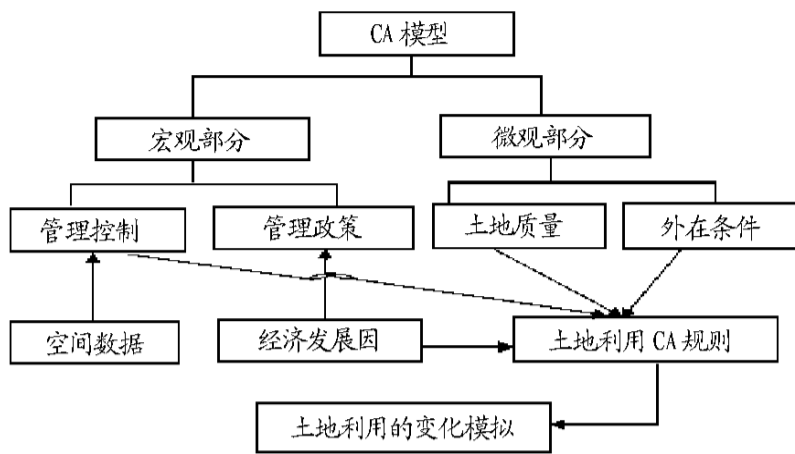 CA 模型
宏观部分
微观部分
管理控制
管理政策
土地质量
外在条件
空间数据
经济发展因
土地利用 CA 规则
土地利用的变化模拟